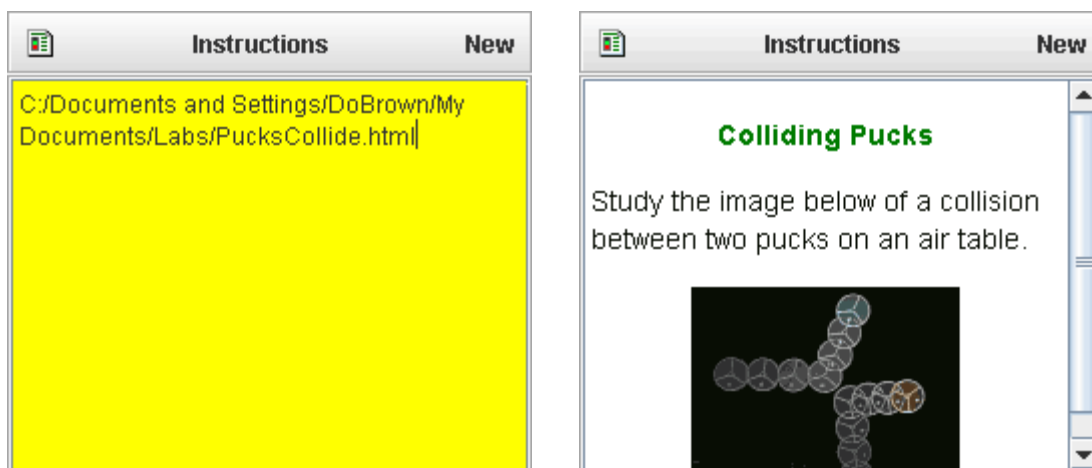 Instructions New
C:/Documents and Settings/DoBrown/My
Documents/Labs/PucksCollide.html
Instructions New
Colliding Pucks
Study the image below of a collision
between two pucks on an air table.